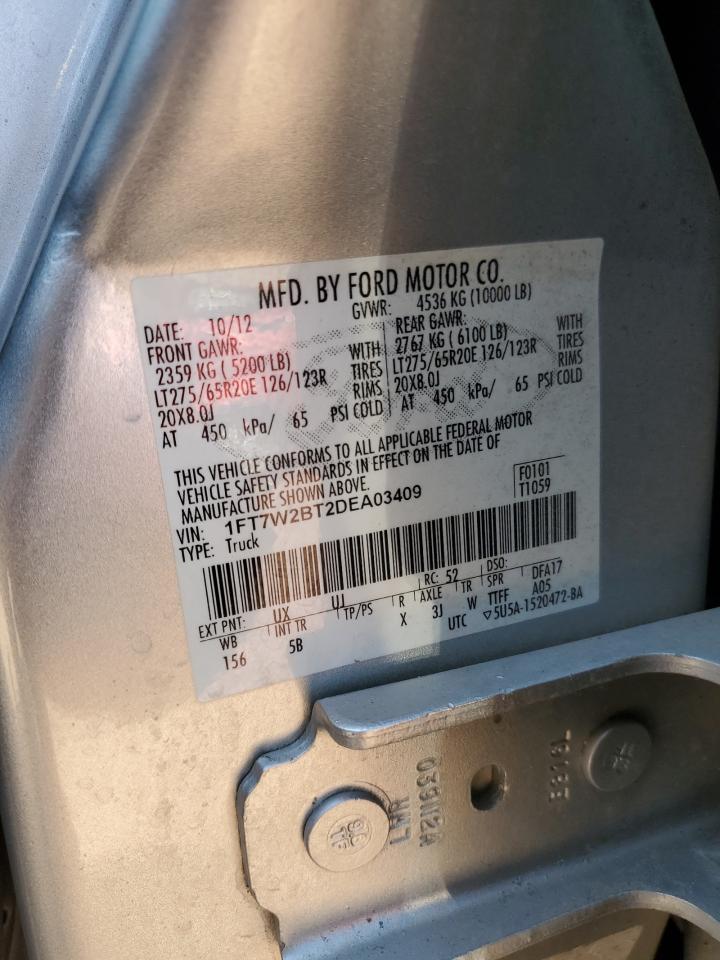 MFD. BY FORD MOTOR CO.
DATE: 10/12 GVWR: 4536 KG (10000 LB)
FRONT GAWR: REAR GAWR:
2359 KG ( 5200 LB) WITH 2767 KG ( 6100 LB) WITH
LT275/65R20E 126/123R TIRES LT275/65R20E 126/123R TIRES
20X8.0J RIMS 20X8.0J RIMS
AT 450 kPa/ 65 PSI COLD AT 450 kPa/ 65 PSI COLD
THIS VEHICLE CONFORMS TO ALL APPLICABLE FEDERAL MOTOR
VEHICLE SAFETY STANDARDS IN EFFECT ON THE DATE OF
MANUFACTURE SHOWN ABOVE.
VIN: 1FT7W2BT2DEA03409 F0101
TYPE: Truck T1059
EXT PNT: UX UJ RC: 52 DSO:
WB INT TR TP/PS R AXLE TR SPR DFA17
156 5B X 3J W TTFF A05
UTC ▽5U5A-1520472-BA
LMR